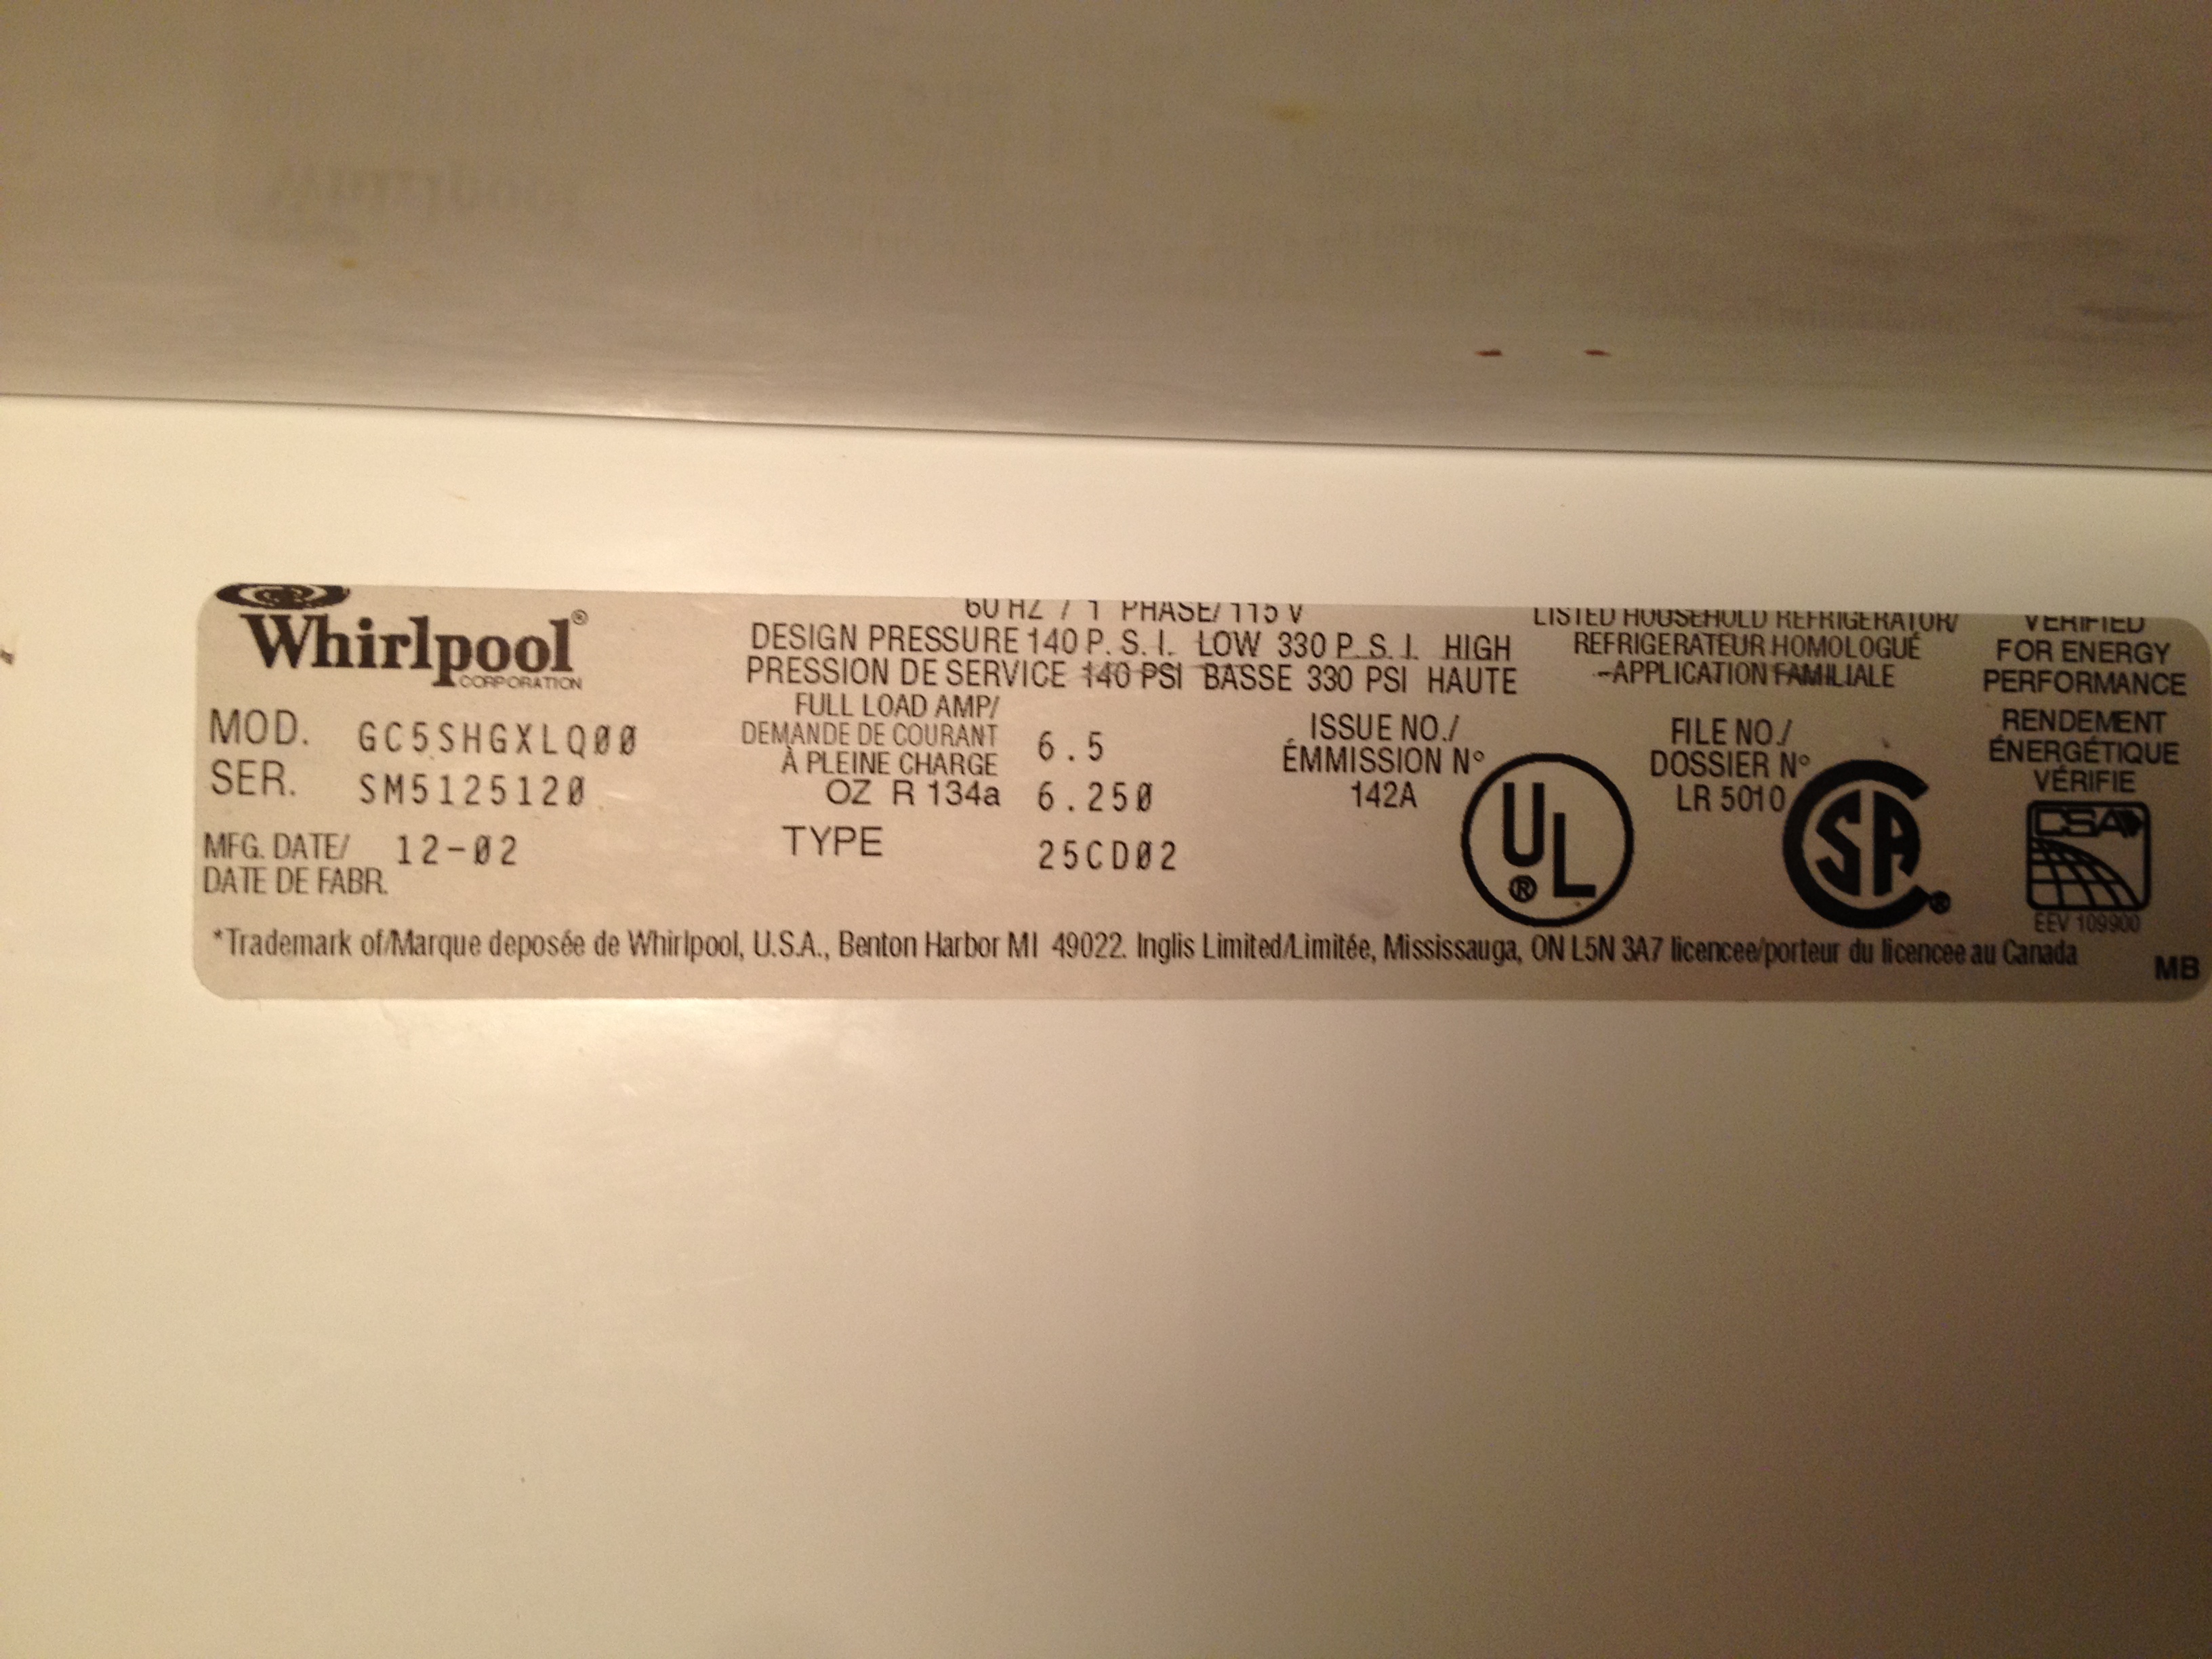 Whirlpool®
CORPORATION
MOD. GC5SHGXLQ00
SER. SM5125120
MFG. DATE/ 12-02
DATE DE FABR.
60 HZ / 1 PHASE/ 115 V
DESIGN PRESSURE 140 P. S. I. LOW 330 P. S. I. HIGH
PRESSION DE SERVICE 140 PSI BASSE 330 PSI HAUTE
FULL LOAD AMP/
DEMANDE DE COURANT 6.5
À PLEINE CHARGE
OZ R 134a 6.250
TYPE 25CD02
LISTED HOUSEHOLD REFRIGERATOR/
REFRIGERATEUR HOMOLOGUÉ
-APPLICATION FAMILIALE
ISSUE NO./
ÉMMISSION N°
142A
UL®
FILE NO./
DOSSIER N°
LR 5010
SA®
VERIFIED
FOR ENERGY
PERFORMANCE
RENDEMENT
ÉNERGÉTIQUE
VÉRIFIE
CSA
EEV 109900
*Trademark of/Marque deposée de Whirlpool, U.S.A., Benton Harbor MI 49022. Inglis Limited/Limitée, Mississauga, ON L5N 3A7 licencee/porteur du licencee au Canada
MB